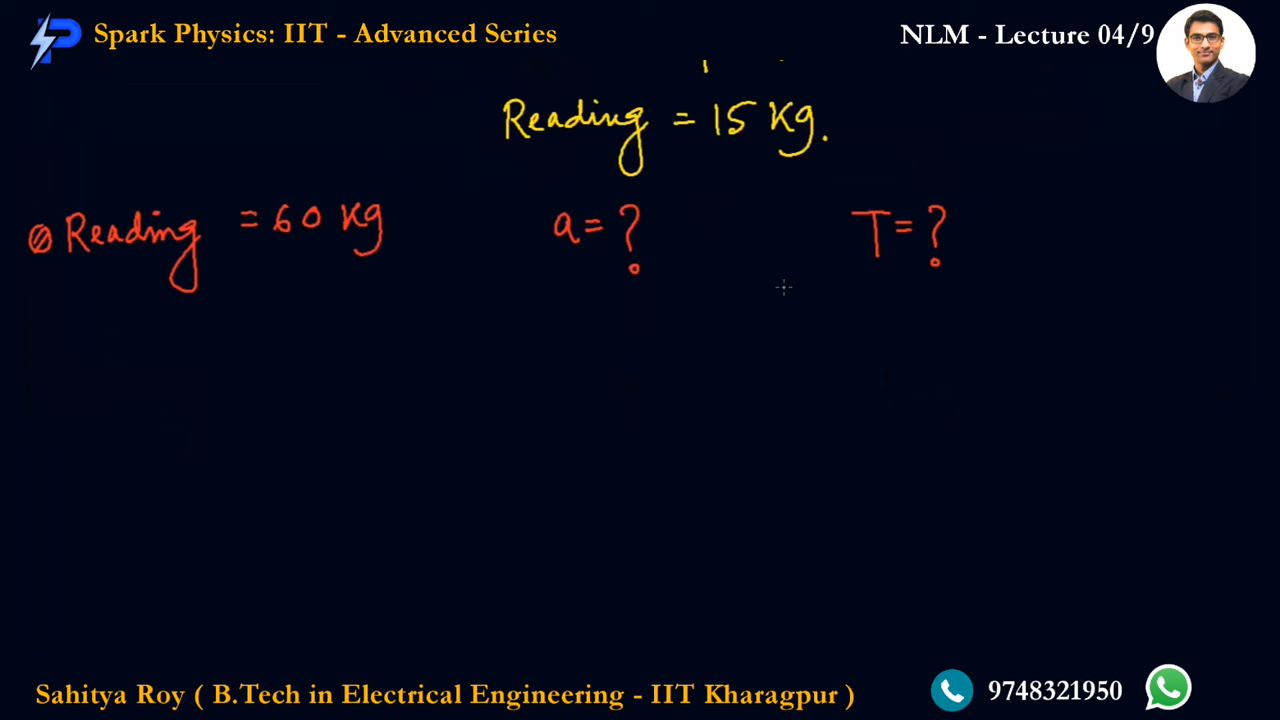 Spark Physics: IIT - Advanced Series
NLM - Lecture 04/9
Reading = 15 Kg.
Reading = 60 Kg a = ? T = ?
Sahitya Roy ( B.Tech in Electrical Engineering - IIT Kharagpur )
9748321950